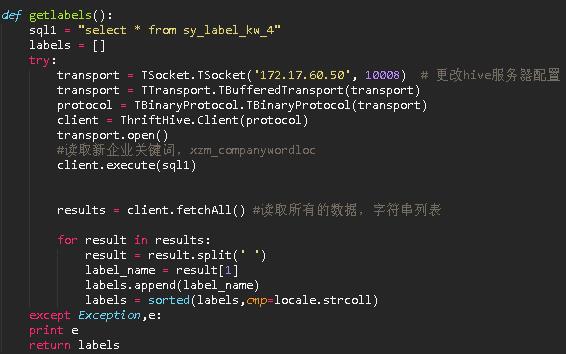 def getlabels():
    sql1 = "select * from sy_label_kw_4"
    labels = []
    try:
        transport = TSocket.TSocket('172.17.60.50', 10008)  # 更改hive服务器配置
        transport = TTransport.TBufferedTransport(transport)
        protocol = TBinaryProtocol.TBinaryProtocol(transport)
        client = ThriftHive.Client(protocol)
        transport.open()
        #读取新企业关键词，xzm_companywordloc
        client.execute(sql1)
        results = client.fetchAll() #读取所有的数据，字符串列表
        for result in results:
            result = result.split(' ')
            label_name = result[1]
            labels.append(label_name)
            labels = sorted(labels,cmp=locale.strcoll)
    except Exception,e:
    print e
    return labels